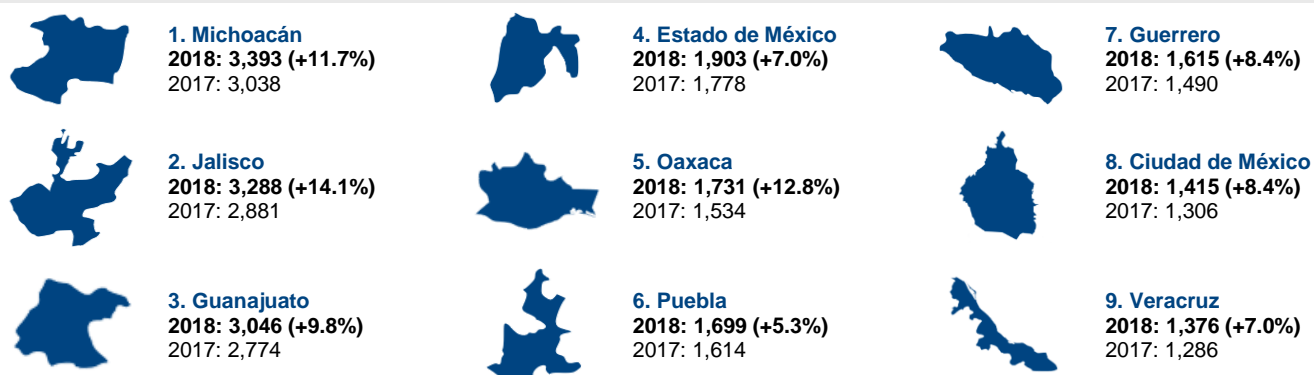 1. Michoacán
2018: 3,393 (+11.7%)
2017: 3,038
2. Jalisco
2018: 3,288 (+14.1%)
2017: 2,881
3. Guanajuato
2018: 3,046 (+9.8%)
2017: 2,774
4. Estado de México
2018: 1,903 (+7.0%)
2017: 1,778
5. Oaxaca
2018: 1,731 (+12.8%)
2017: 1,534
6. Puebla
2018: 1,699 (+5.3%)
2017: 1,614
7. Guerrero
2018: 1,615 (+8.4%)
2017: 1,490
8. Ciudad de México
2018: 1,415 (+8.4%)
2017: 1,306
9. Veracruz
2018: 1,376 (+7.0%)
2017: 1,286